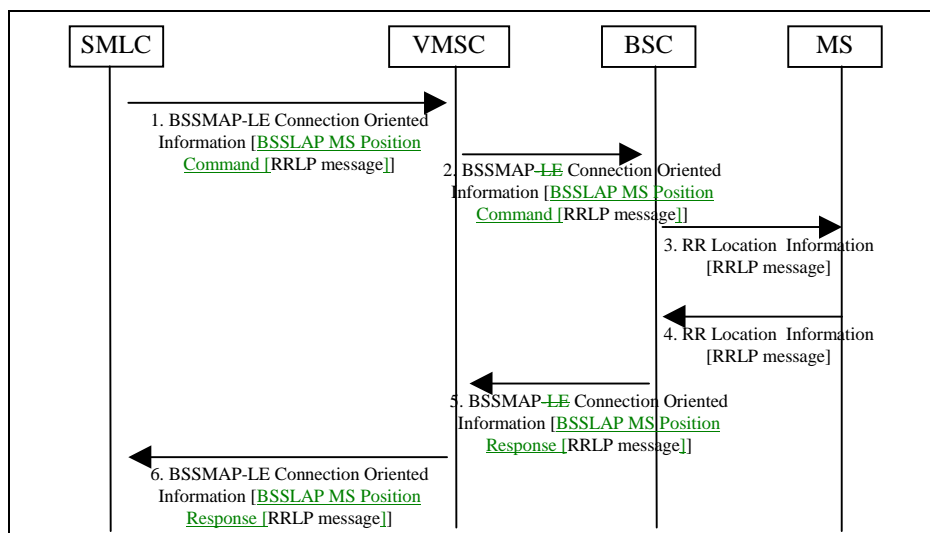 SMLC VMSC BSC MS
1. BSSMAP-LE Connection Oriented
Information [BSSLAP MS Position
Command [RRLP message]]
2. BSSMAP-LE Connection Oriented
Information [BSSLAP MS Position
Command [RRLP message]]
3. RR Location Information
[RRLP message]
4. RR Location Information
[RRLP message]
5. BSSMAP-LE Connection Oriented
Information [BSSLAP MS Position
Response [RRLP message]]
6. BSSMAP-LE Connection Oriented
Information [BSSLAP MS Position
Response [RRLP message]]